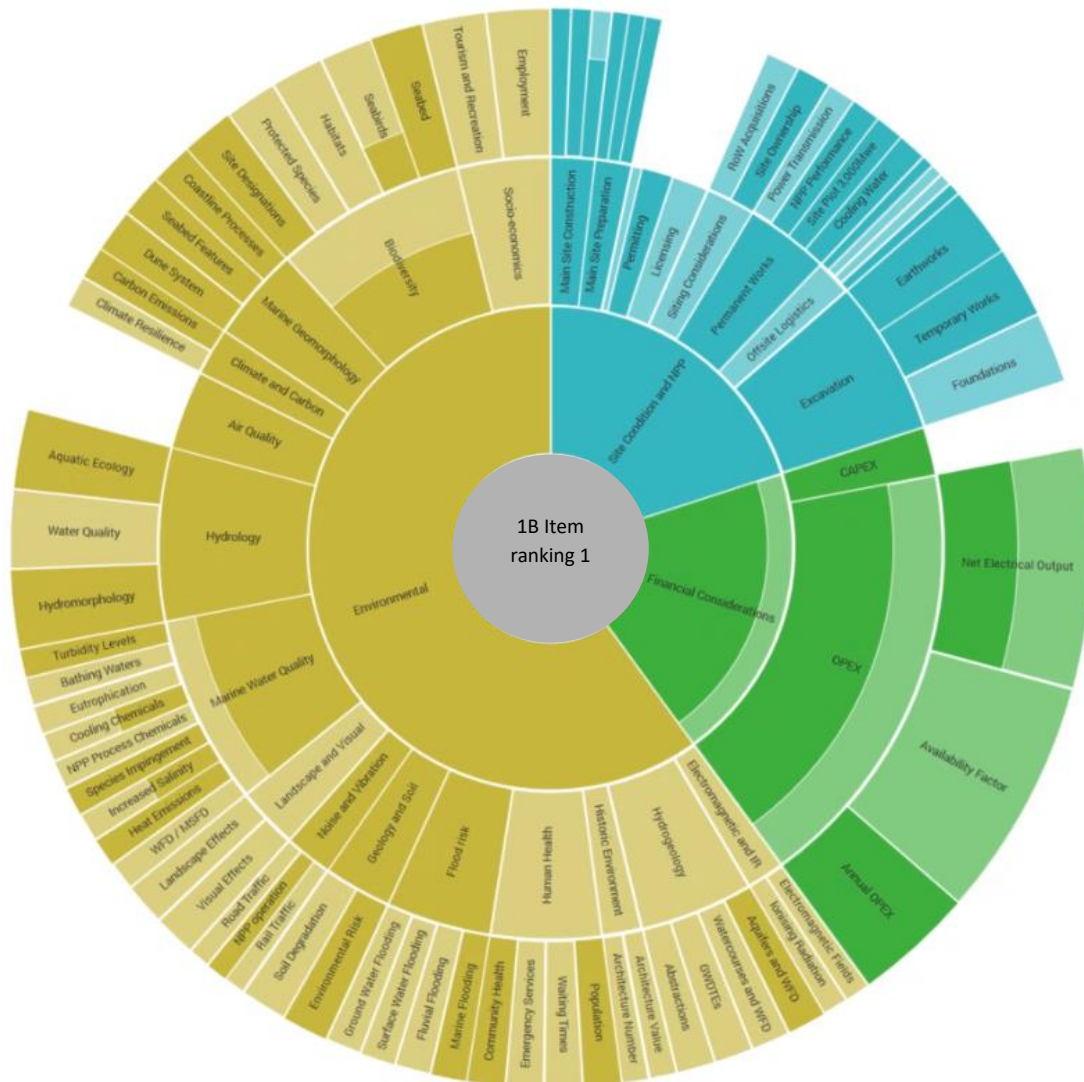 1B Item
ranking 1
Site Condition and NPP
Financial Considerations
Environmental
Main Site Construction
Main Site Preparation
Permitting
Licensing
Siting Considerations
Permanent Works
Offsite Logistics
Excavation
CAPEX
OPEX
Electromagnetic and IR
Hydrogeology
Historic Environment
Human Health
Flood risk
Geology and Soil
Noise and Vibration
Landscape and Visual
Marine Water Quality
Hydrology
Air Quality
Climate and Carbon
Marine Geomorphology
Biodiversity
Socio-economics
RoW Acquisitions
Site Ownership
Power Transmission
NPP Performance
Site Plot 3,000Mwe
Cooling Water
Earthworks
Temporary Works
Foundations
Net Electrical Output
Availability Factor
Annual OPEX
Electromagnetic Fields
Ionising Radiation
Aquifers and WFD
Watercourses and WFD
GWDTEs
Abstractions
Architecture Value
Architecture Number
Population
Waiting Times
Emergency Services
Community Health
Marine Flooding
Fluvial Flooding
Surface Water Flooding
Ground Water Flooding
Environmental Risk
Soil Degradation
Rail Traffic
NPP operation
Road Traffic
Visual Effects
Landscape Effects
WFD / MSFD
Heat Emissions
Increased Salinity
Species Impingement
NPP Process Chemicals
Cooling Chemicals
Eutrophication
Bathing Waters
Turbidity Levels
Hydromorphology
Water Quality
Aquatic Ecology
Climate Resilience
Carbon Emissions
Dune System
Seabed Features
Coastline Processes
Site Designations
Protected Species
Habitats
Seabirds
Seabed
Tourism and Recreation
Employment